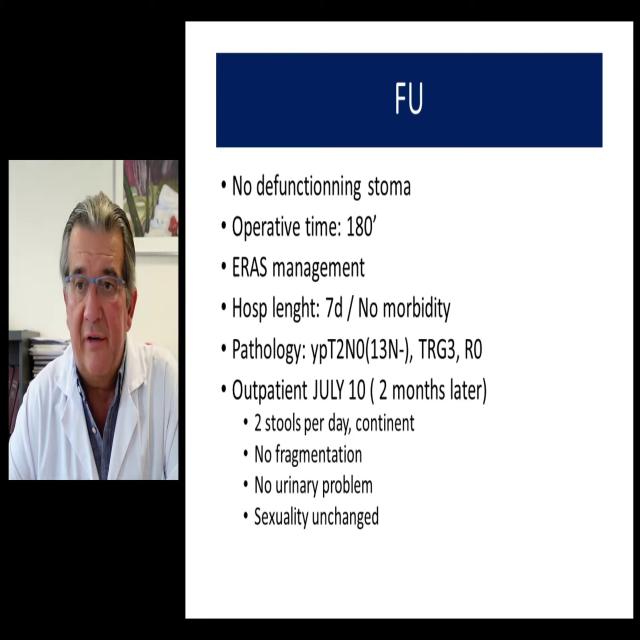 FU
• No defunctionning stoma
• Operative time: 180’
• ERAS management
• Hosp lenght: 7d / No morbidity
• Pathology: ypT2N0(13N-), TRG3, R0
• Outpatient JULY 10 ( 2 months later)
• 2 stools per day, continent
• No fragmentation
• No urinary problem
• Sexuality unchanged